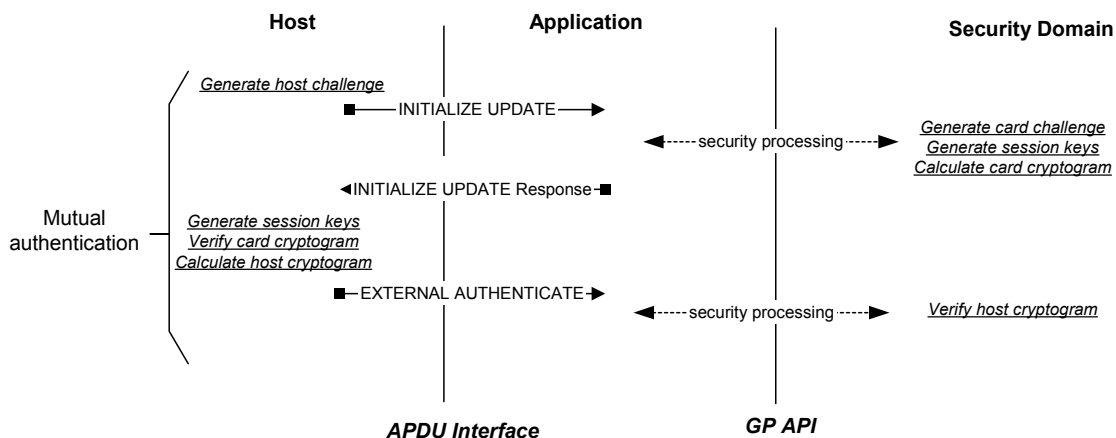 Host
Application
Security Domain
Generate host challenge
INITIALIZE UPDATE
security processing
Generate card challenge
Generate session keys
Calculate card cryptogram
INITIALIZE UPDATE Response
Mutual
authentication
Generate session keys
Verify card cryptogram
Calculate host cryptogram
EXTERNAL AUTHENTICATE
security processing
Verify host cryptogram
APDU Interface
GP API